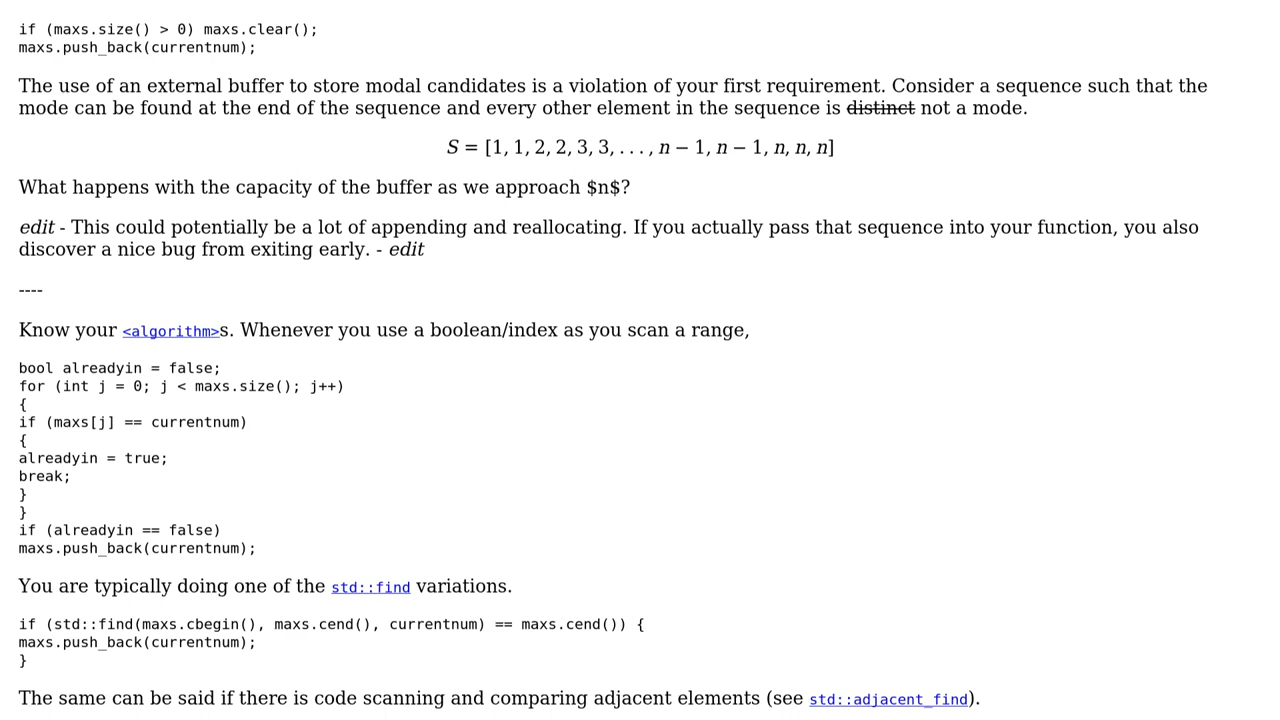 if (maxs.size() > 0) maxs.clear();
maxs.push_back(currentnum);
The use of an external buffer to store modal candidates is a violation of your first requirement. Consider a sequence such that the
mode can be found at the end of the sequence and every other element in the sequence is distinct not a mode.
S = [1, 1, 2, 2, 3, 3, . . . , n − 1, n − 1, n, n, n]
What happens with the capacity of the buffer as we approach $n$?
edit - This could potentially be a lot of appending and reallocating. If you actually pass that sequence into your function, you also
discover a nice bug from exiting early. - edit
----
Know your <algorithm>s. Whenever you use a boolean/index as you scan a range,
bool alreadyin = false;
for (int j = 0; j < maxs.size(); j++)
{
if (maxs[j] == currentnum)
{
alreadyin = true;
break;
}
}
if (alreadyin == false)
maxs.push_back(currentnum);
You are typically doing one of the std::find variations.
if (std::find(maxs.cbegin(), maxs.cend(), currentnum) == maxs.cend()) {
maxs.push_back(currentnum);
}
The same can be said if there is code scanning and comparing adjacent elements (see std::adjacent_find).